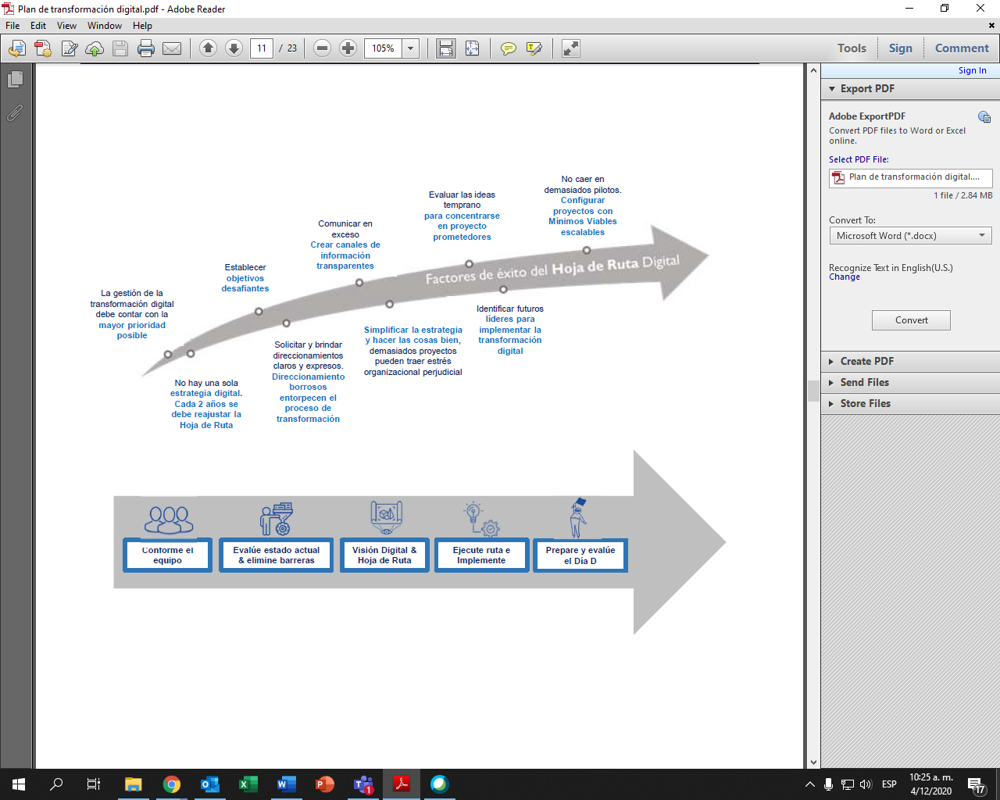 Plan de transformación digital.pdf - Adobe Reader
File Edit View Window Help
11 / 23
105%
Tools Sign Comment
Sign In
Export PDF
Adobe ExportPDF
Convert PDF files to Word or Excel
online.
Select PDF File:
Plan de transformación digital....
1 file / 2.84 MB
Convert To:
Microsoft Word (*.docx)
Recognize Text in English(U.S.)
Change
Convert
Create PDF
Send Files
Store Files
La gestión de la
transformación digital
debe contar con la
mayor prioridad
posible
No hay una sola
estrategia digital.
Cada 2 años se
debe reajustar la
Hoja de Ruta
Establecer
objetivos
desafiantes
Solicitar y brindar
direccionamientos
claros y expresos.
Direccionamiento
borrosos
entorpecen el
proceso de
transformación
Comunicar en
exceso
Crear canales de
información
transparentes
Simplificar la estrategia
y hacer las cosas bien,
demasiados proyectos
pueden traer estrés
organizacional perjudicial
Evaluar las ideas
temprano
para concentrarse
en proyecto
prometedores
Identificar futuros
líderes para
implementar la
transformación
digital
No caer en
demasiados pilotos.
Configurar
proyectos con
Mínimos Viables
escalables
Factores de éxito del Hoja de Ruta Digital
Conforme el
equipo
Evalúe estado actual
& elimine barreras
Visión Digital &
Hoja de Ruta
Ejecute ruta e
Implemente
Prepare y evalúe
el Día D
1
ESP
10:25 a. m.
4/12/2020
17